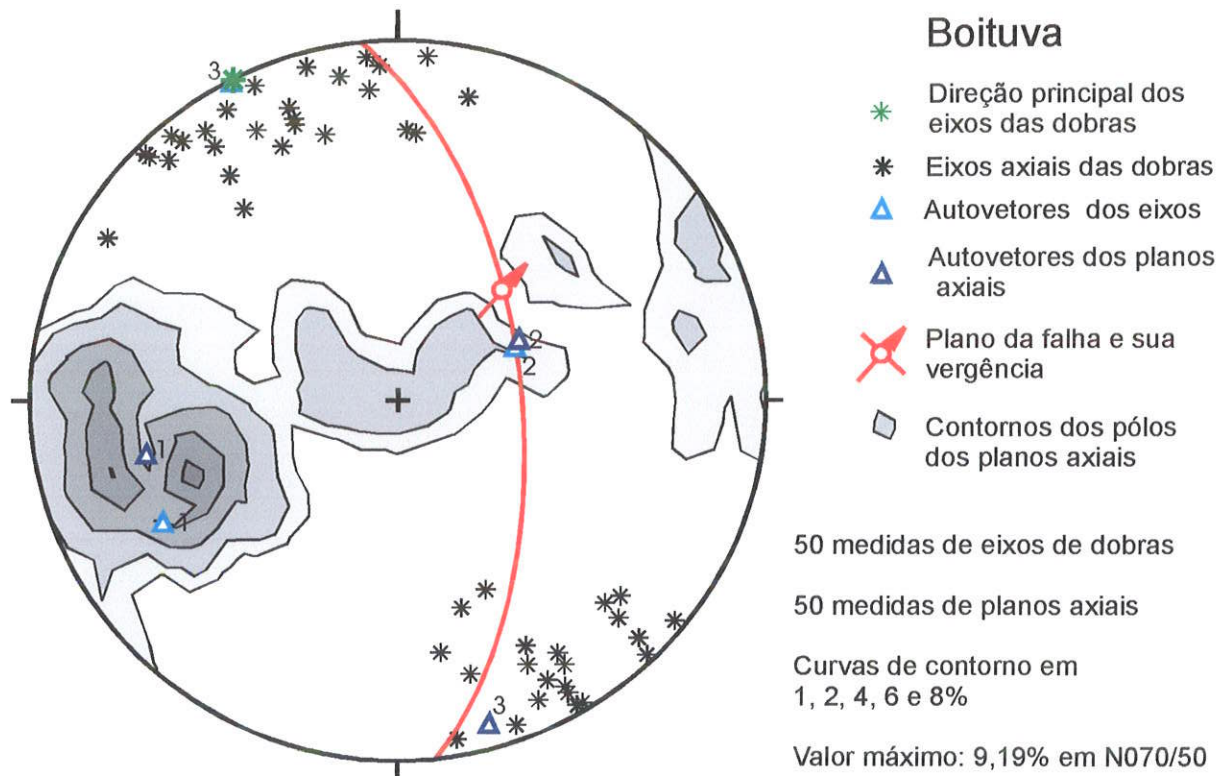 Boituva
Direção principal dos
eixos das dobras
Eixos axiais das dobras
Autovetores dos eixos
Autovetores dos planos
axiais
Plano da falha e sua
vergência
Contornos dos pólos
dos planos axiais
50 medidas de eixos de dobras
50 medidas de planos axiais
Curvas de contorno em
1, 2, 4, 6 e 8%
Valor máximo: 9,19% em N070/50
3
2
2
1
1
3